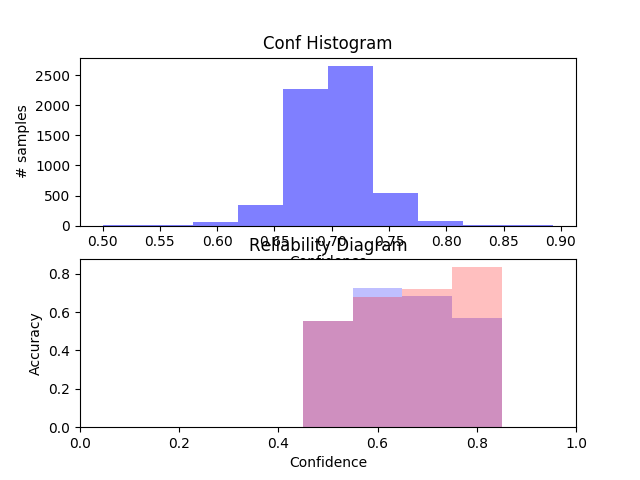 Conf Histogram
# samples
2500
2000
1500
1000
500
0
0.50 0.55 0.60 0.65 0.70 0.75 0.80 0.85 0.90
Confidence
Reliability Diagram
Accuracy
0.8
0.6
0.4
0.2
0.0
0.0 0.2 0.4 0.6 0.8 1.0
Confidence